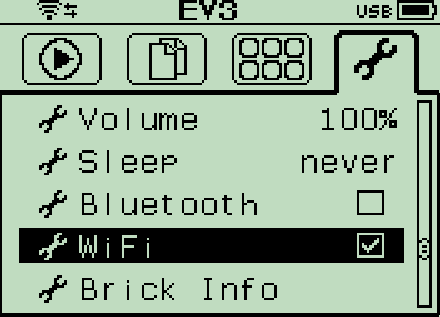 EV3 USB
Volume 100%
Sleep never
Bluetooth
WiFi
Brick Info